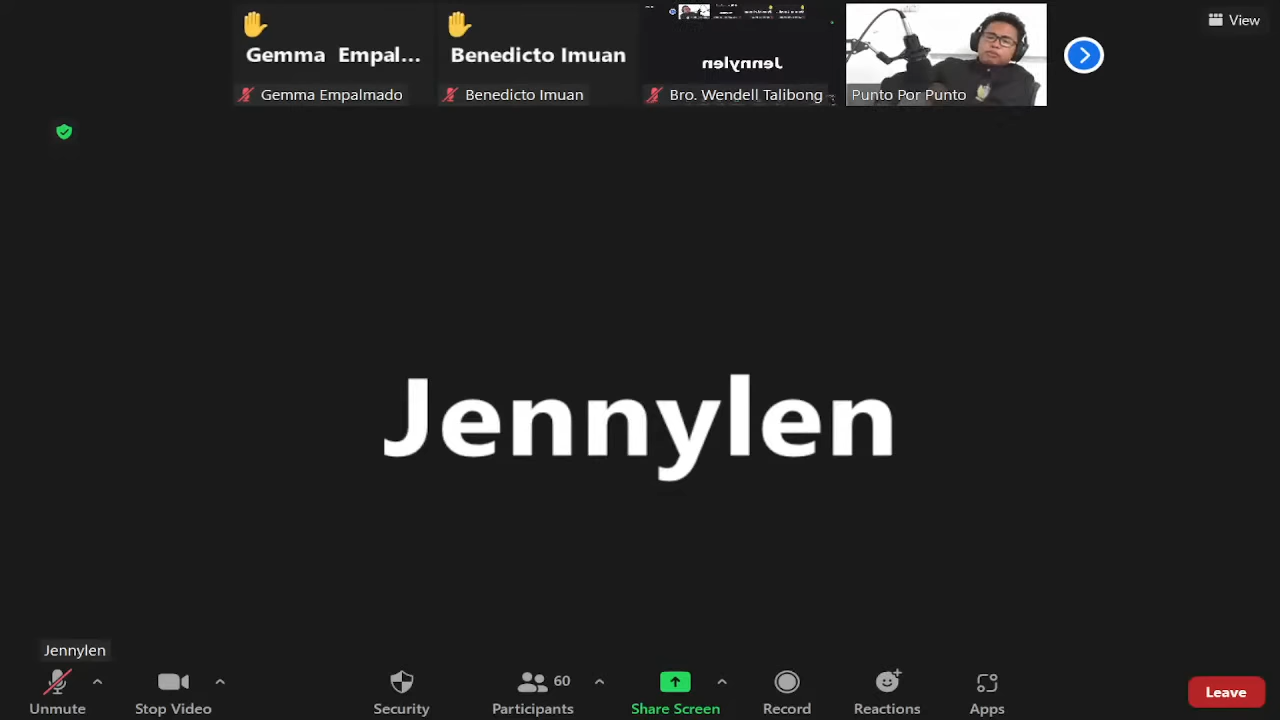 Gemma Empal...
Benedicto Imuan
Jennylen
View
Gemma Empalmado
Benedicto Imuan
Bro. Wendell Talibong
Punto Por Punto
Jennylen
Jennylen
Unmute
Stop Video
Security
60
Participants
Share Screen
Record
Reactions
Apps
Leave